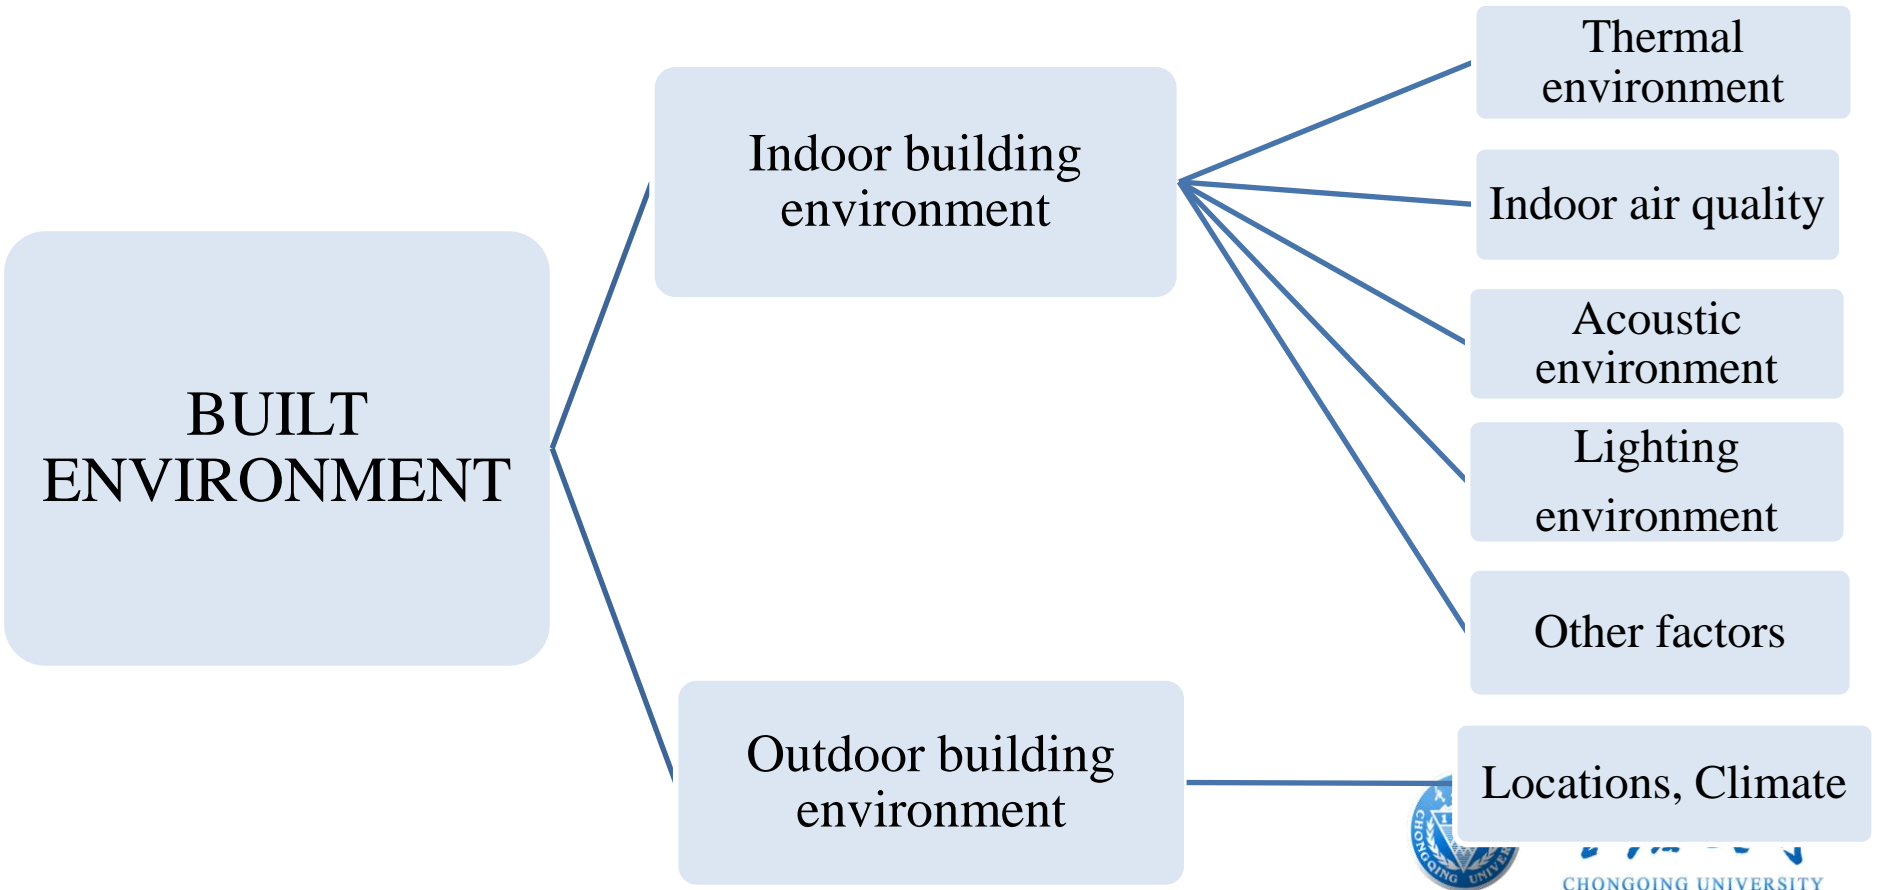 BUILT
ENVIRONMENT
Indoor building
environment
Outdoor building
environment
Thermal
environment
Indoor air quality
Acoustic
environment
Lighting
environment
Other factors
Locations, Climate
CHONGQING UNIVERSITY